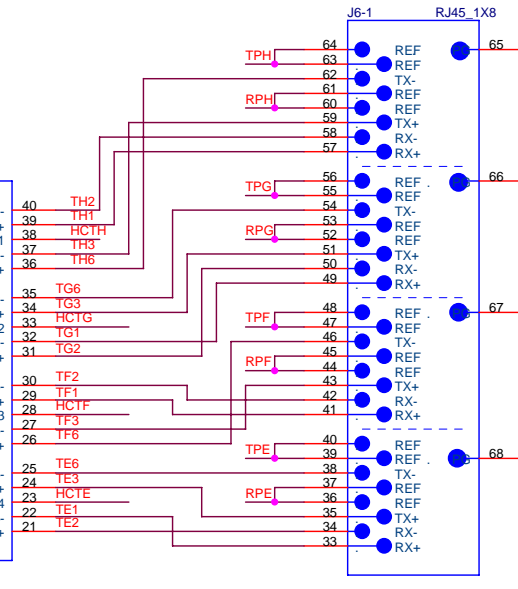 J6-1 RJ45_1X8
64 REF 65
TPH 63 REF
62 TX-
61 REF
RPH 60 REF
59 TX+
58 RX-
57 RX+
56 REF . 66
TPG 55 REF
40 TH2 54 TX-
39 TH1 53 REF
38 HCTH RPG 52 REF
37 TH3 51 TX+
36 TH6 50 RX-
49 RX+
35 TG6
34 TG3 48 REF . 67
33 HCTG TPF 47 REF
32 TG1 46 TX-
31 TG2 45 REF
RPF 44 REF
30 TF2 43 TX+
29 TF1 42 RX-
28 HCTF 41 RX+
27 TF3
26 TF6 40 REF
TPE 39 REF . 68
25 TE6 38 TX-
24 TE3 37 REF
23 HCTE RPE 36 REF
22 TE1 35 TX+
21 TE2 34 RX-
33 RX+